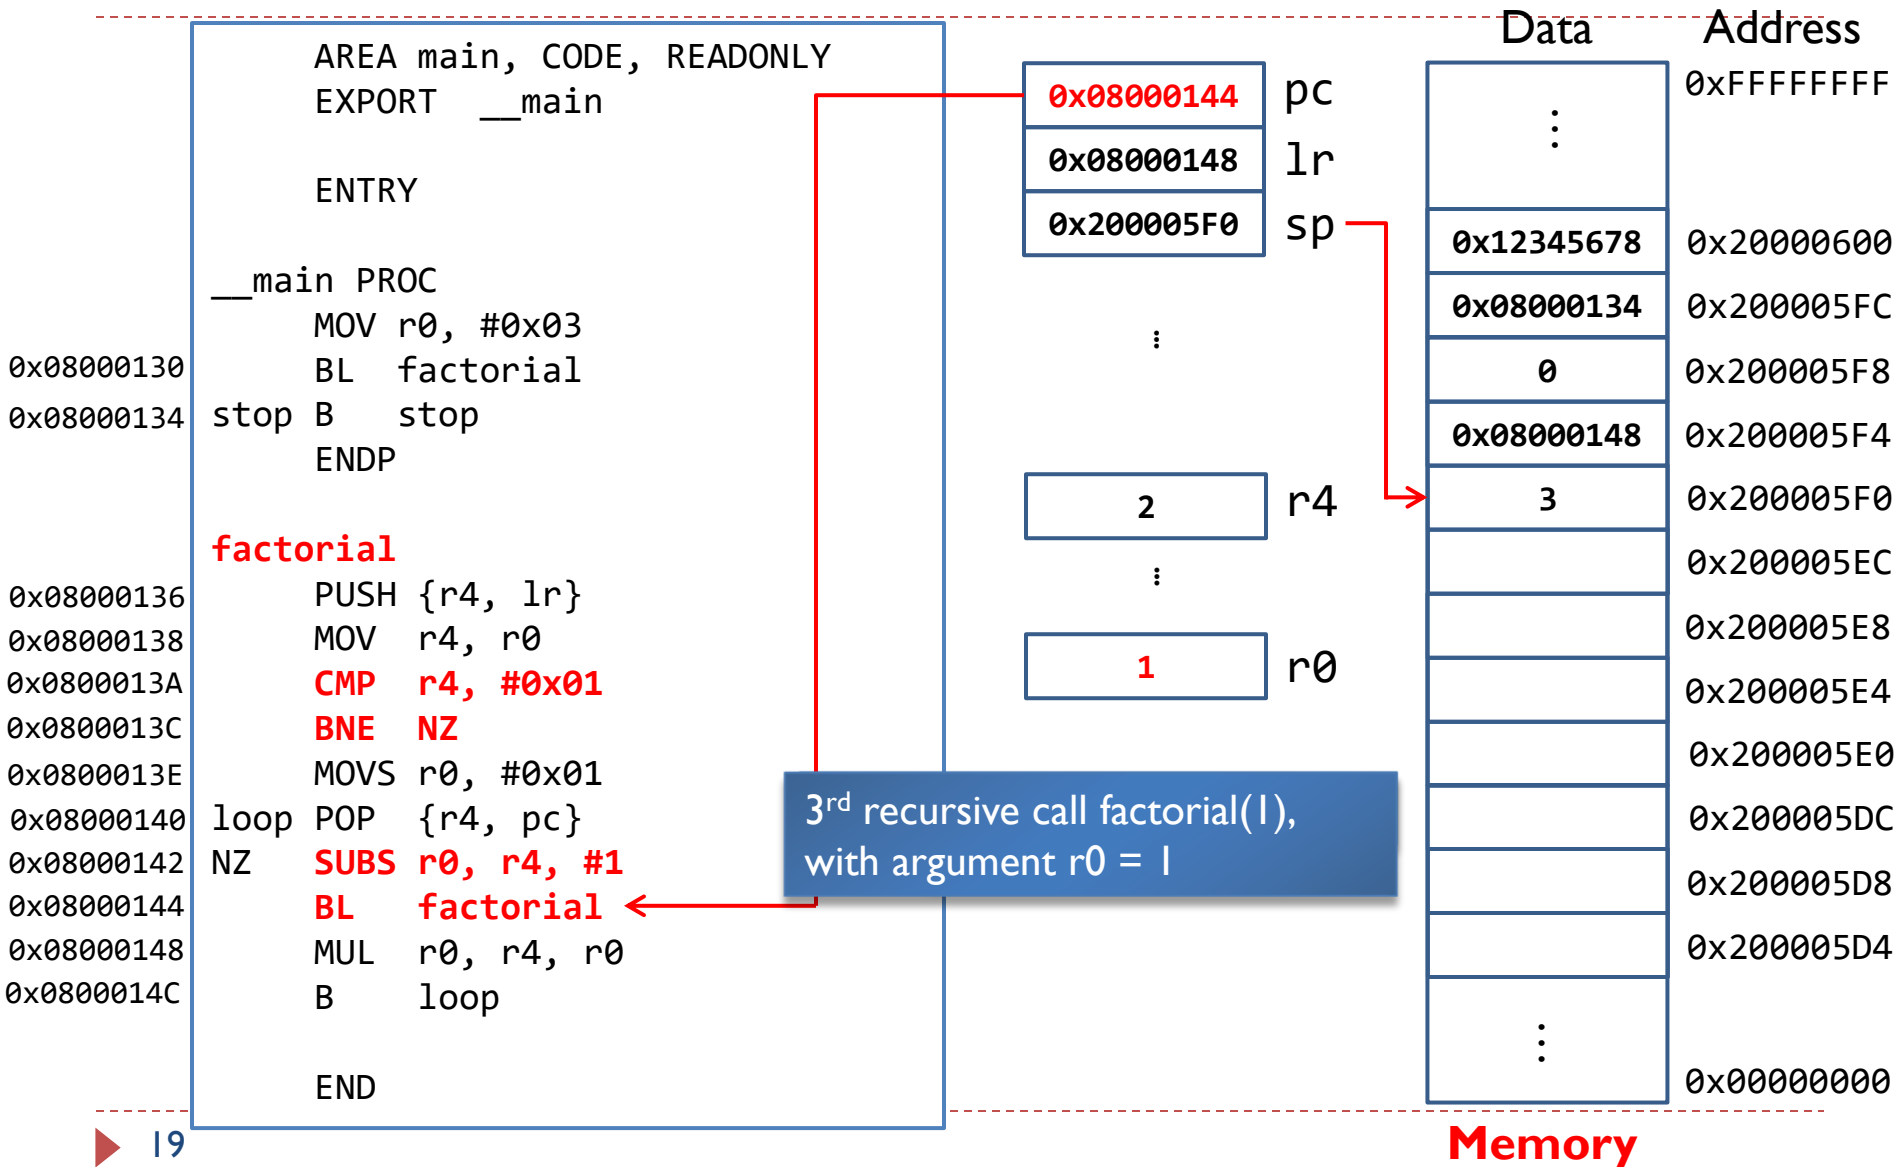 AREA main, CODE, READONLY
EXPORT __main
ENTRY
__main PROC
MOV r0, #0x03
0x08000130 BL factorial
0x08000134 stop B stop
ENDP
factorial
0x08000136 PUSH {r4, lr}
0x08000138 MOV r4, r0
0x0800013A CMP r4, #0x01
0x0800013C BNE NZ
0x0800013E MOVS r0, #0x01
0x08000140 loop POP {r4, pc}
0x08000142 NZ SUBS r0, r4, #1
0x08000144 BL factorial
0x08000148 MUL r0, r4, r0
0x0800014C B loop
END
0x08000144 pc
0x08000148 lr
0x200005F0 sp
⋮
2 r4
⋮
1 r0
3rd recursive call factorial(1),
with argument r0 = 1
Data Address
0xFFFFFFFF
⋮
0x12345678 0x20000600
0x08000134 0x200005FC
0 0x200005F8
0x08000148 0x200005F4
3 0x200005F0
0x200005EC
0x200005E8
0x200005E4
0x200005E0
0x200005DC
0x200005D8
0x200005D4
⋮
0x00000000
Memory
19